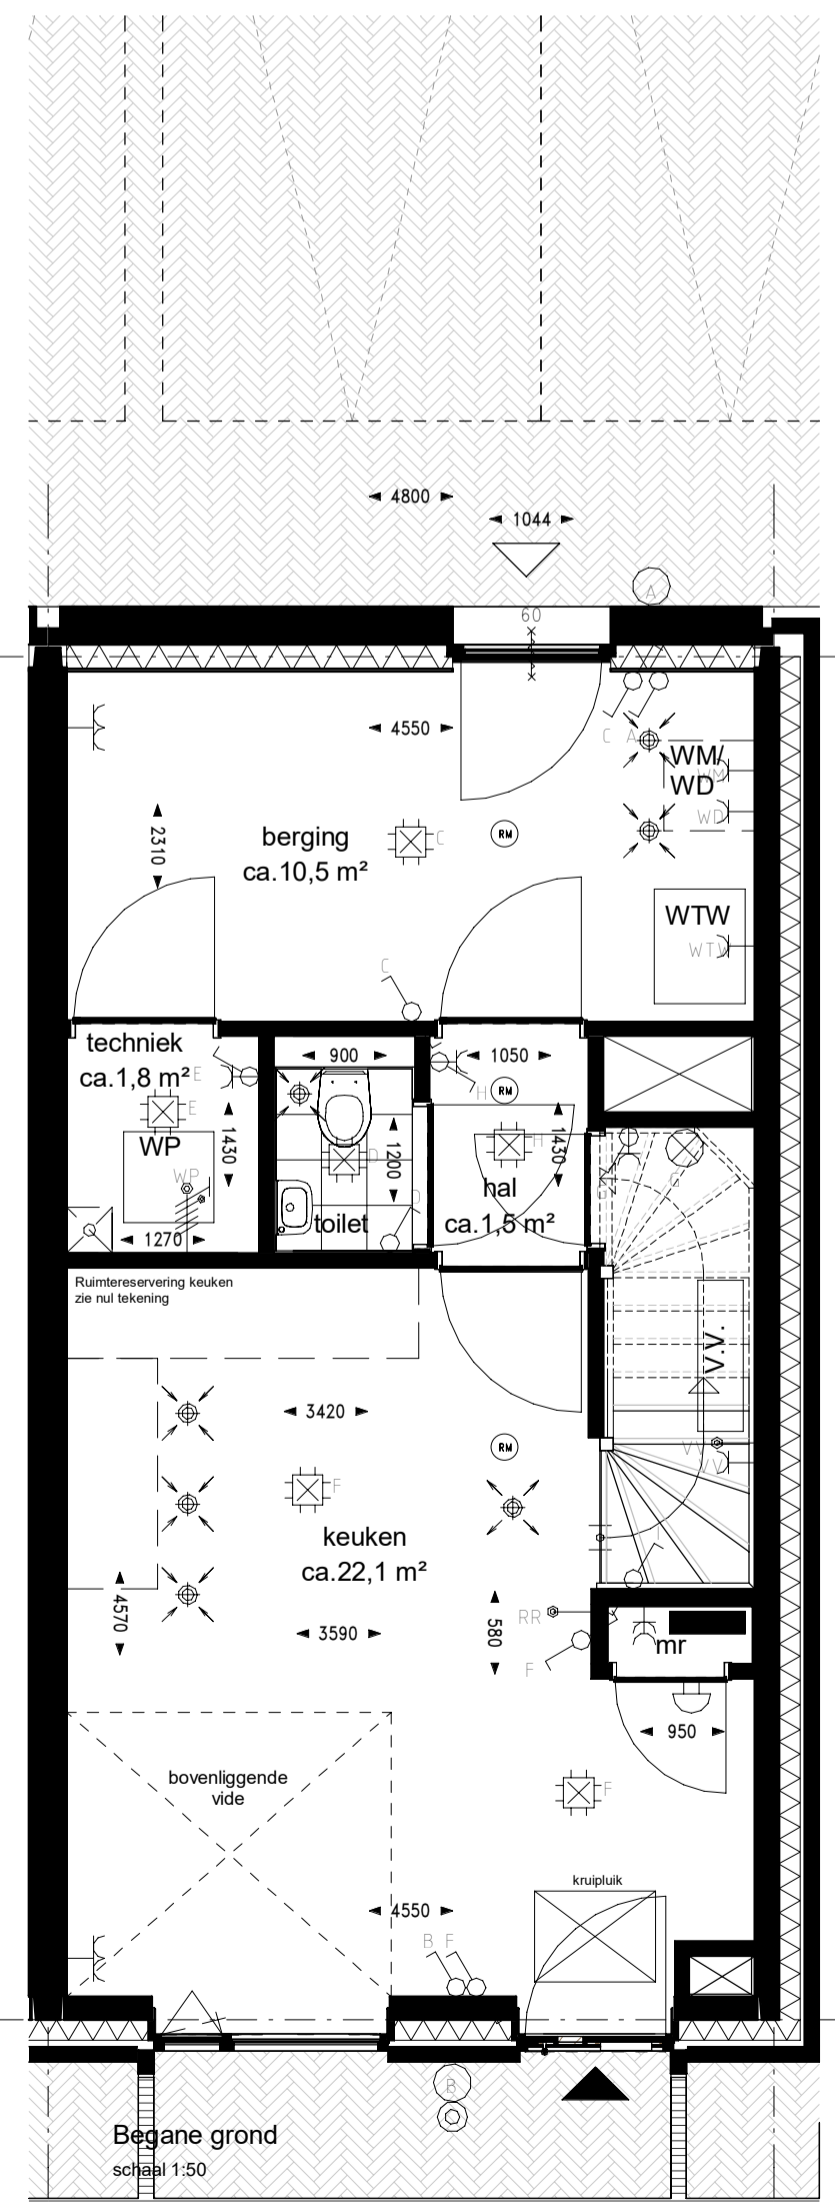 4800
1044
A
60
4550
C A
WM/
WD
WM
WD
2310
berging
ca.10,5 m²
C
RM
WTW
WTW
C
techniek
ca.1,8 m²
E
E
WP
WP
1430
1270
900
1200
D
D
toilet
1050
H
RM
H
1430
hal
ca.1,5 m²
G
Ruimtereservering keuken
zie nul tekening
V.V.
VV
VV
3420
RM
F
keuken
ca.22,1 m²
4570
3590
580
RR
F
mr
950
bovenliggende
vide
F
kruipluik
4550
B F
B
Begane grond
schaal 1:50